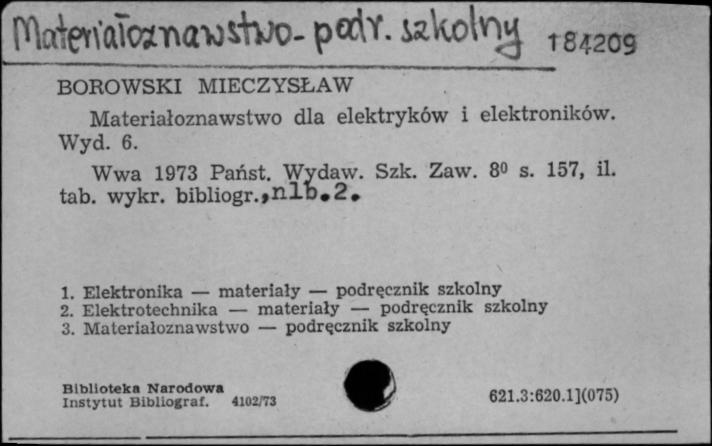 Materiałoznawstwo - podr. szkolny 184209
BOROWSKI MIECZYSŁAW
Materiałoznawstwo dla elektryków i elektroników.
Wyd. 6.
Wwa 1973 Państ. Wydaw. Szk. Zaw. 8⁰ s. 157, il.
tab. wykr. bibliogr., nlb. 2.
1. Elektronika — materiały — podręcznik szkolny
2. Elektrotechnika — materiały — podręcznik szkolny
3. Materiałoznawstwo — podręcznik szkolny
Biblioteka Narodowa
Instytut Bibliograf. 4102/73 621.3:620.1](075)